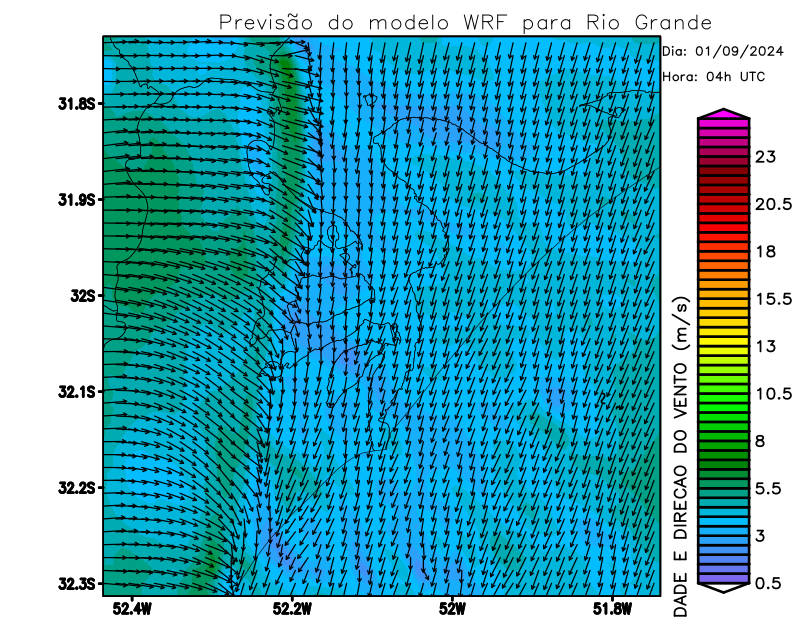 Previsão do modelo WRF para Rio Grande
Dia: 01/09/2024
Hora: 04h UTC
31.8S
31.9S
32S
32.1S
32.2S
32.3S
52.4W
52.2W
52W
51.8W
23
20.5
18
15.5
13
10.5
8
5.5
3
0.5
DADE E DIRECAO DO VENTO (m/s)